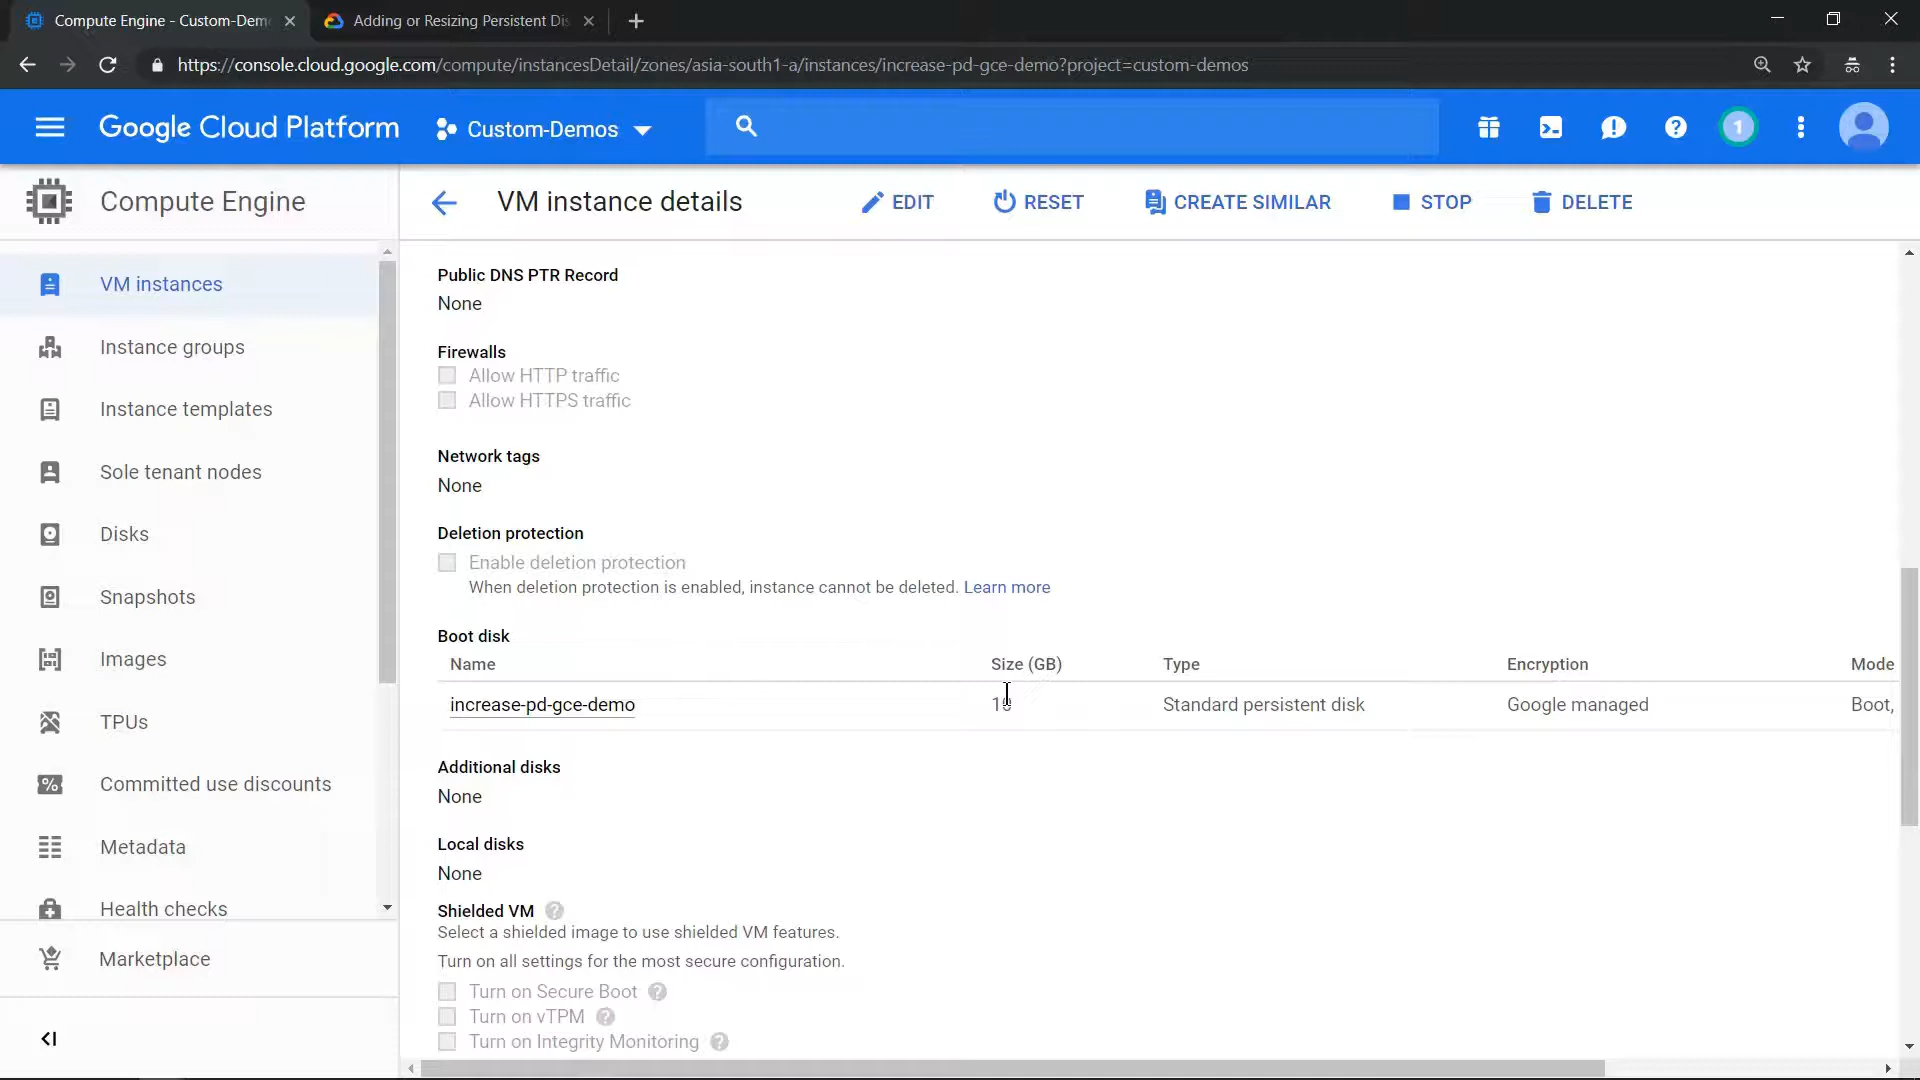 Compute Engine - Custom-Dem
Adding or Resizing Persistent Dis
https://console.cloud.google.com/compute/instancesDetail/zones/asia-south1-a/instances/increase-pd-gce-demo?project=custom-demos
Google Cloud Platform
Custom-Demos
1
Compute Engine
VM instance details
EDIT
RESET
CREATE SIMILAR
STOP
DELETE
VM instances
Instance groups
Instance templates
Sole tenant nodes
Disks
Snapshots
Images
TPUs
Committed use discounts
Metadata
Health checks
Marketplace
Public DNS PTR Record
None
Firewalls
Allow HTTP traffic
Allow HTTPS traffic
Network tags
None
Deletion protection
Enable deletion protection
When deletion protection is enabled, instance cannot be deleted. Learn more
Boot disk
Name Size (GB) Type Encryption Mode
increase-pd-gce-demo Standard persistent disk Google managed Boot,
Additional disks
None
Local disks
None
Shielded VM
Select a shielded image to use shielded VM features.
Turn on all settings for the most secure configuration.
Turn on Secure Boot
Turn on vTPM
Turn on Integrity Monitoring